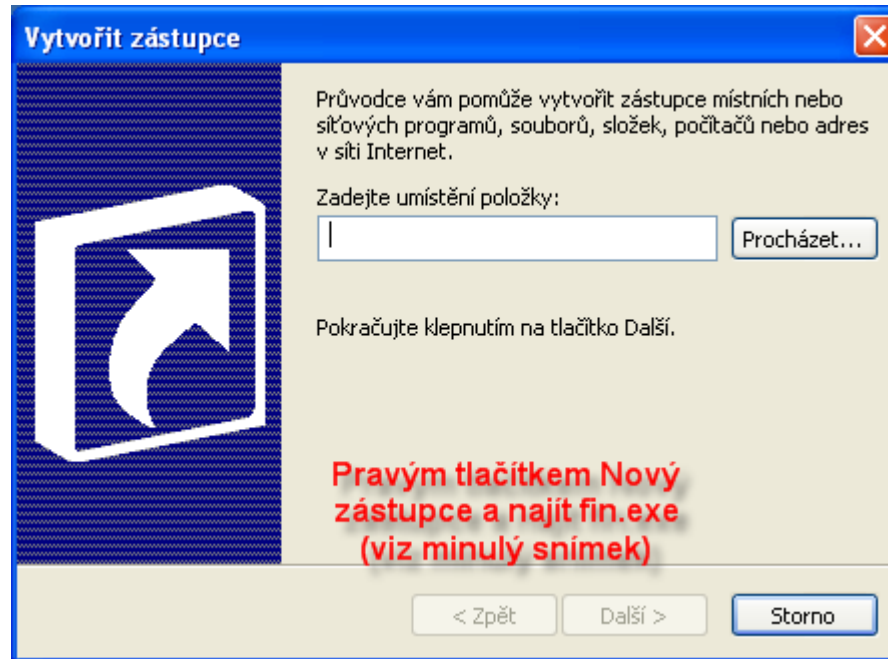 Vytvořit zástupce
Průvodce vám pomůže vytvořit zástupce místních nebo
síťových programů, souborů, složek, počítačů nebo adres
v síti Internet.
Zadejte umístění položky:
Procházet...
Pokračujte klepnutím na tlačítko Další.
Pravým tlačítkem Nový
zástupce a najít fin.exe
(viz minulý snímek)
< Zpět
Další >
Storno